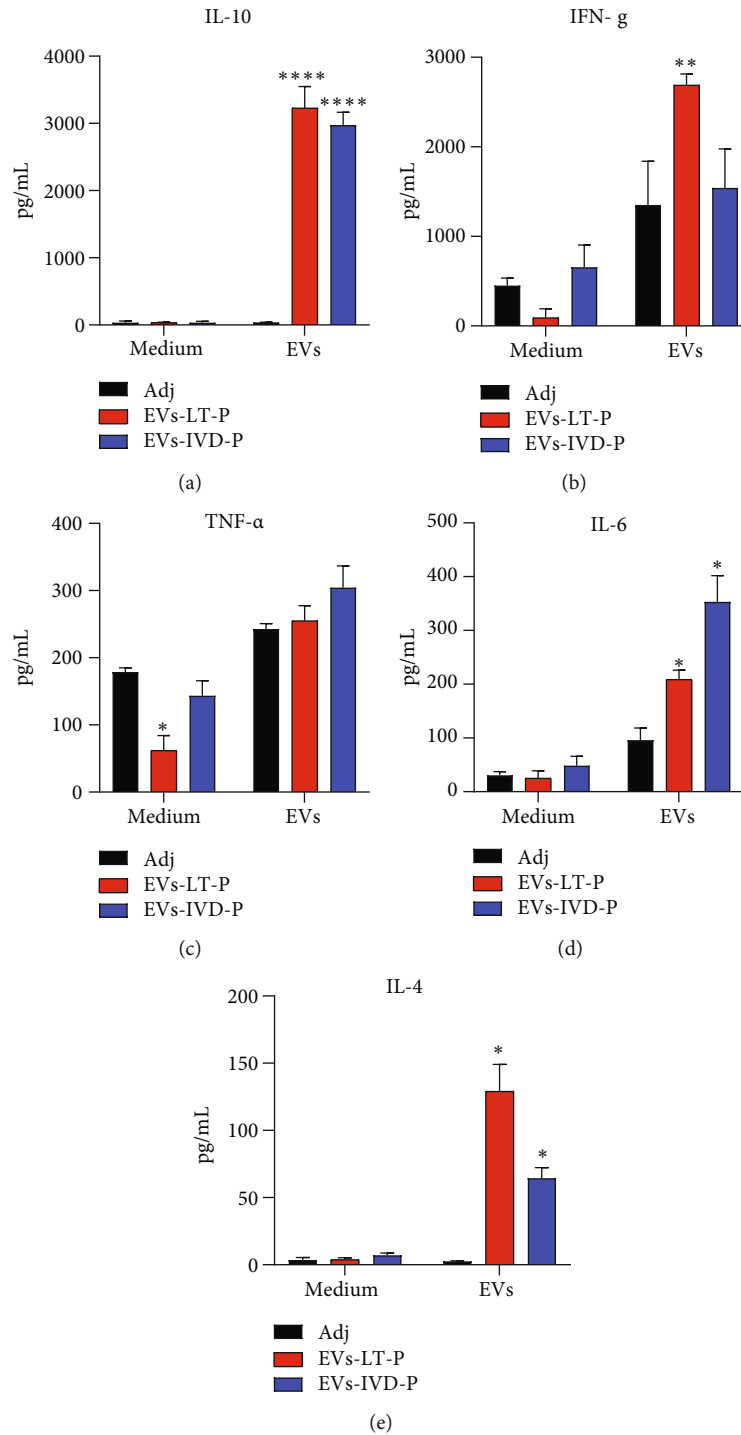 IL-10
pg/mL
4000
3000
2000
1000
0
****
****
Medium
EVs
Adj
EVs-LT-P
EVs-IVD-P
(a)
IFN- g
pg/mL
3000
2000
1000
0
**
Medium
EVs
Adj
EVs-LT-P
EVs-IVD-P
(b)
TNF-α
pg/mL
400
300
200
100
0
*
Medium
EVs
Adj
EVs-LT-P
EVs-IVD-P
(c)
IL-6
pg/mL
500
400
300
200
100
0
*
*
Medium
EVs
Adj
EVs-LT-P
EVs-IVD-P
(d)
IL-4
pg/mL
200
150
100
50
0
*
*
Medium
EVs
Adj
EVs-LT-P
EVs-IVD-P
(e)